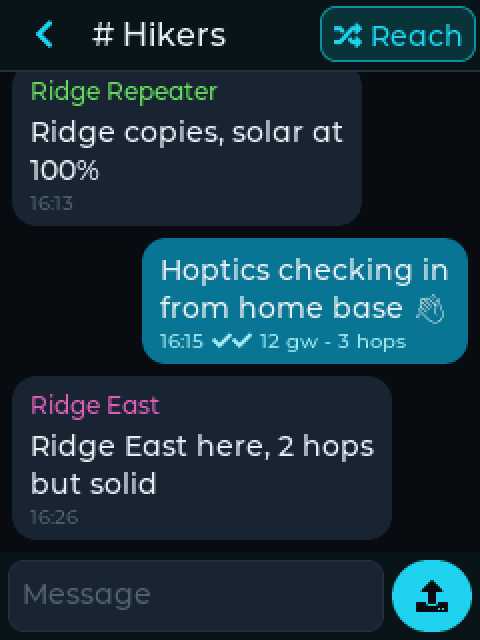 # Hikers
Reach
Ridge Repeater
Ridge copies, solar at
100%
16:13
Hoptics checking in
from home base 👋
16:15 ✓✓ 12 gw - 3 hops
Ridge East
Ridge East here, 2 hops
but solid
16:26
Message